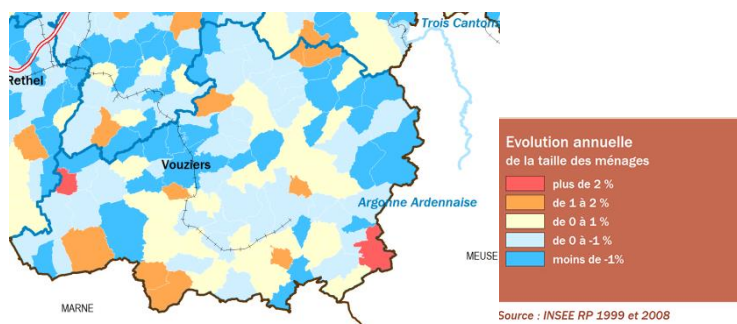 Trois Cantons
Rethel
Vouziers
Argonne Ardennaise
MEUSE
MARNE
Evolution annuelle
de la taille des ménages
plus de 2 %
de 1 à 2 %
de 0 à 1 %
de 0 à -1 %
moins de -1%
Source : INSEE RP 1999 et 2008